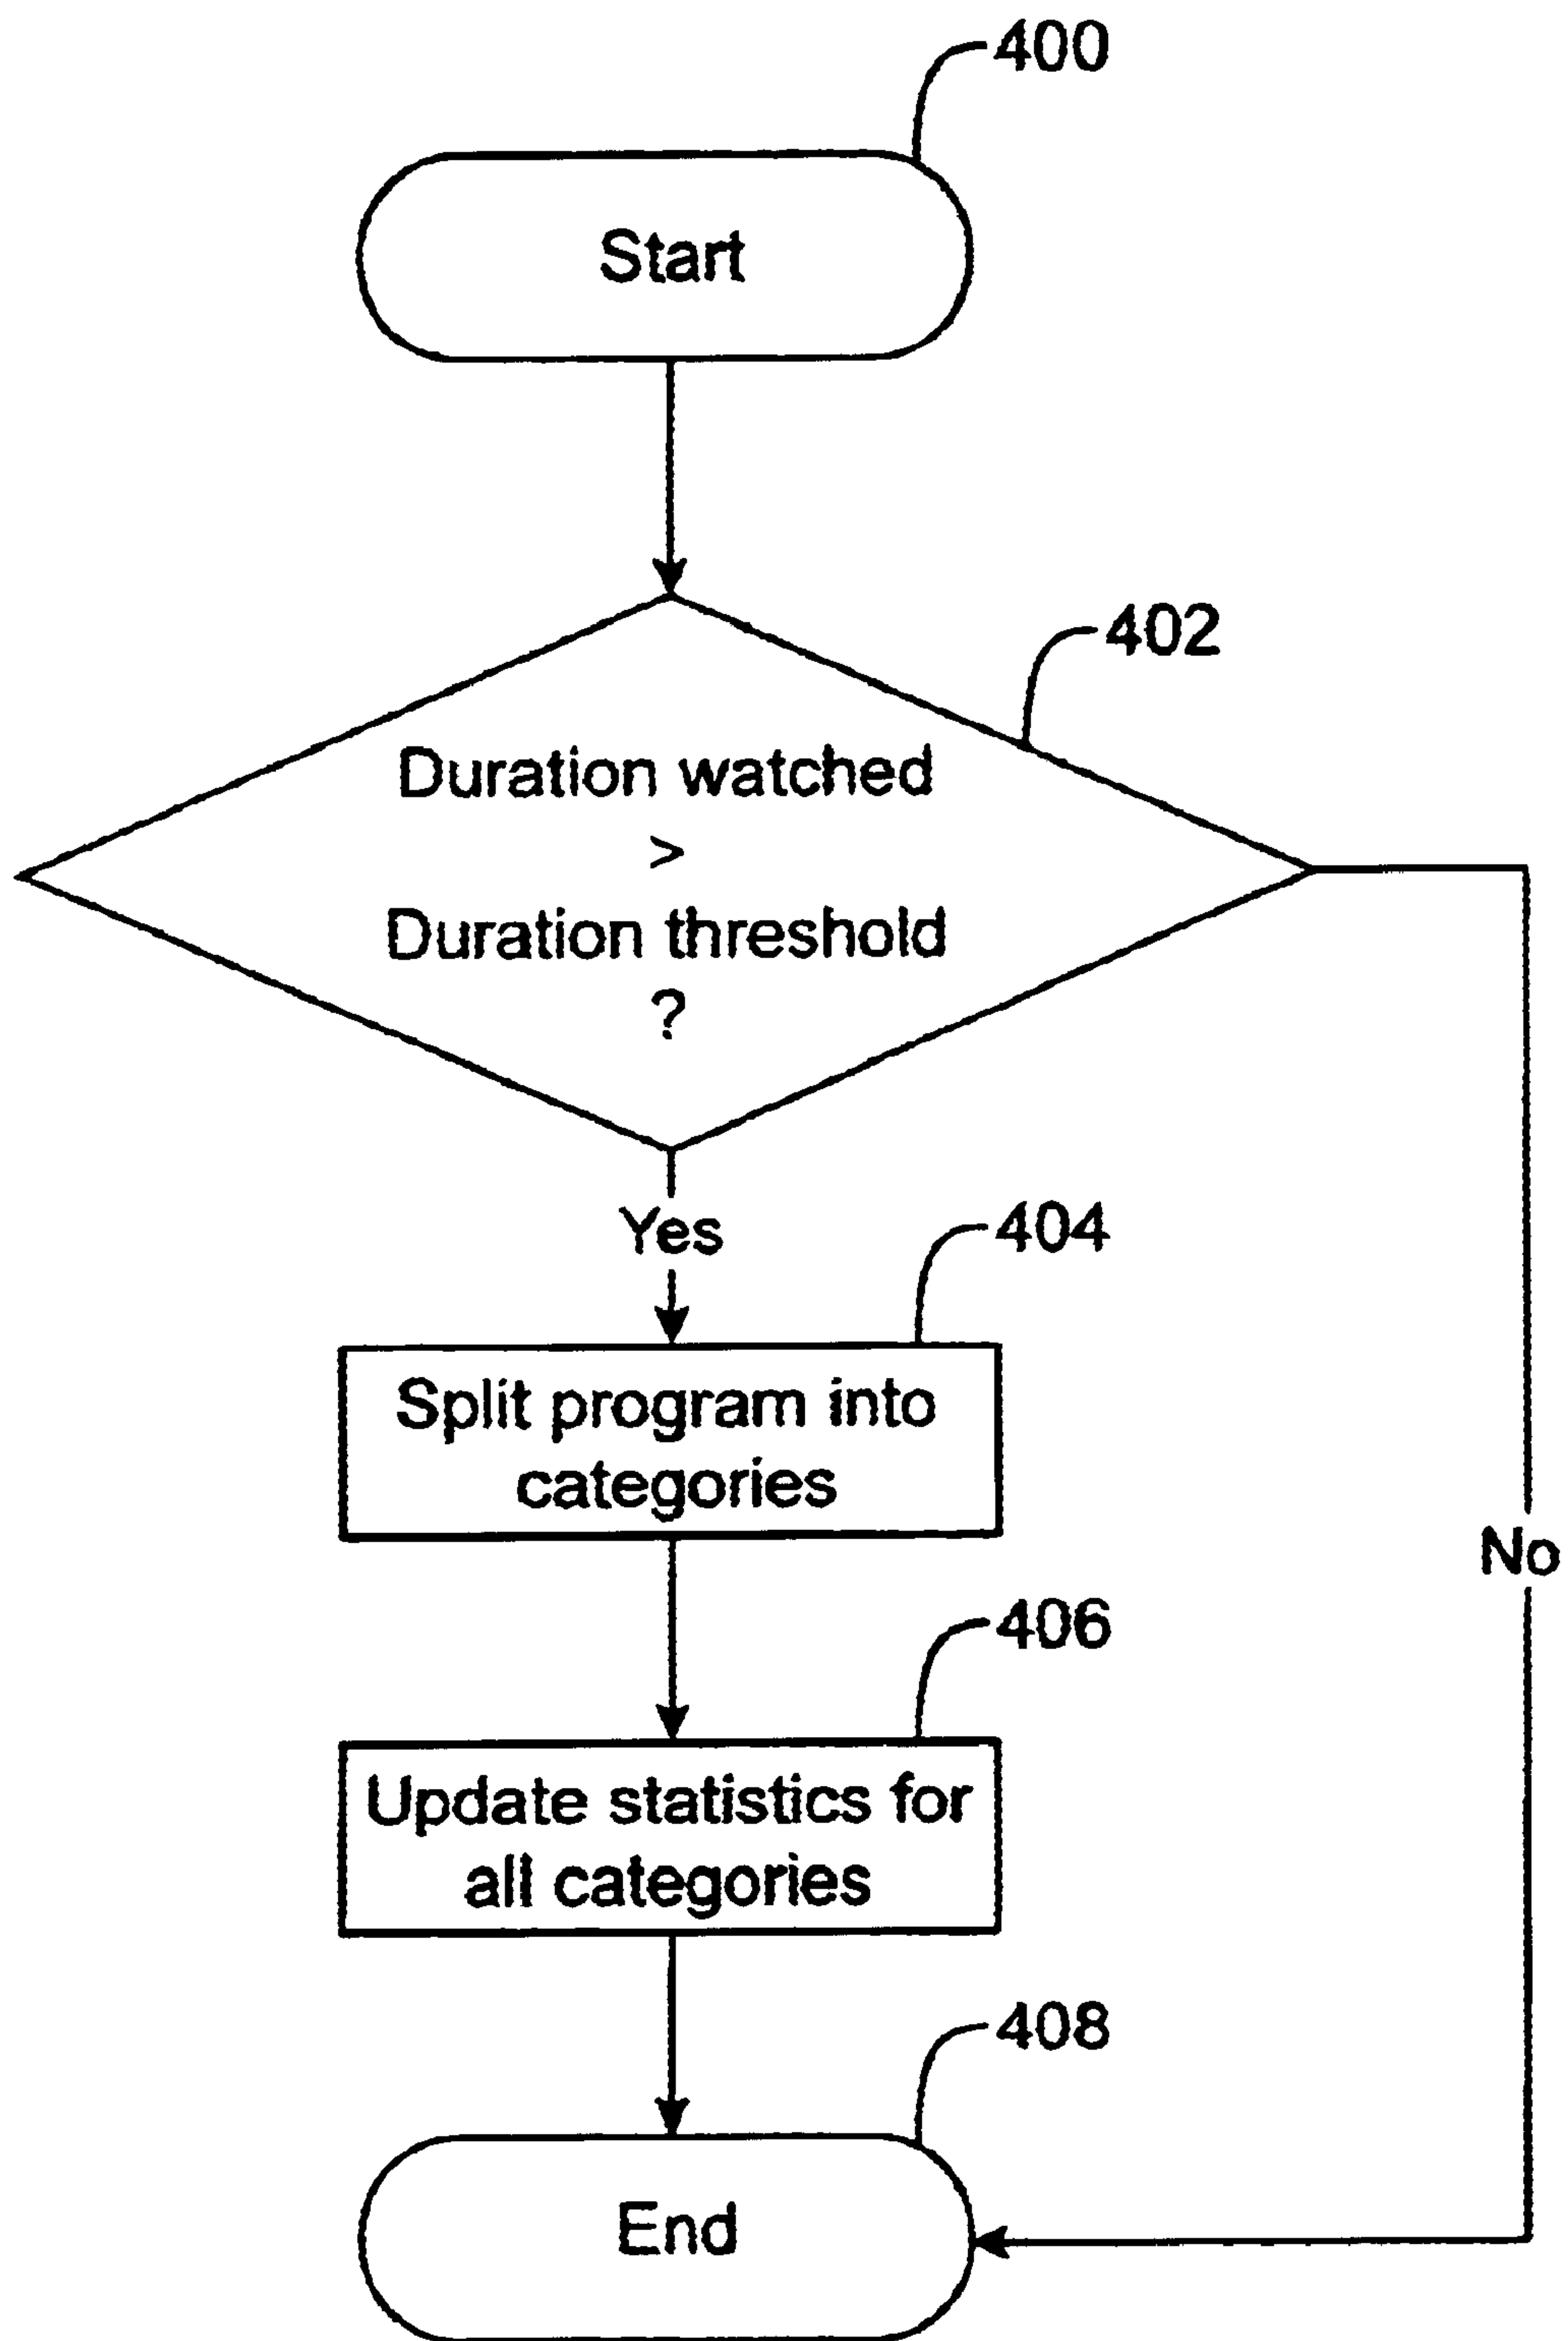 400
Start
402
Duration watched
>
Duration threshold
?
Yes
404
Split program into
categories
No
406
Update statistics for
all categories
408
End